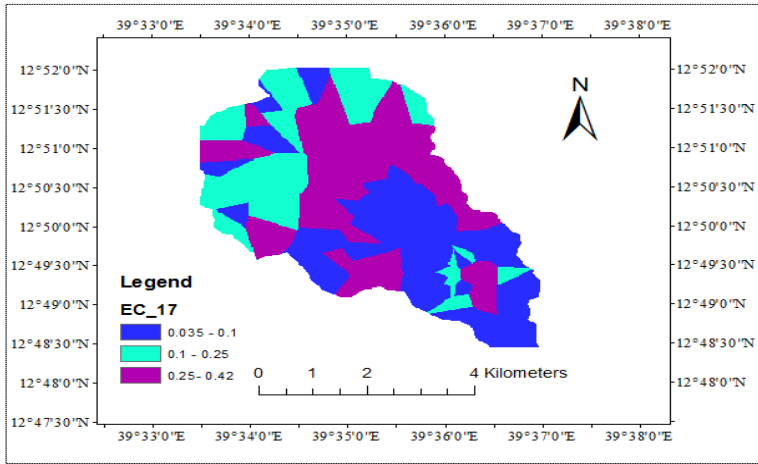 39°33'0"E 39°34'0"E 39°35'0"E 39°36'0"E 39°37'0"E 39°38'0"E
12°52'0"N 12°52'0"N
N
12°51'30"N 12°51'30"N
12°51'0"N 12°51'0"N
12°50'30"N 12°50'30"N
12°50'0"N 12°50'0"N
12°49'30"N 12°49'30"N
Legend
12°49'0"N 12°49'0"N
EC_17
0.035 - 0.1
12°48'30"N 12°48'30"N
0.1 - 0.25
0.25- 0.42
0 1 2 4 Kilometers
12°48'0"N 12°48'0"N
12°47'30"N
39°33'0"E 39°34'0"E 39°35'0"E 39°36'0"E 39°37'0"E 39°38'0"E